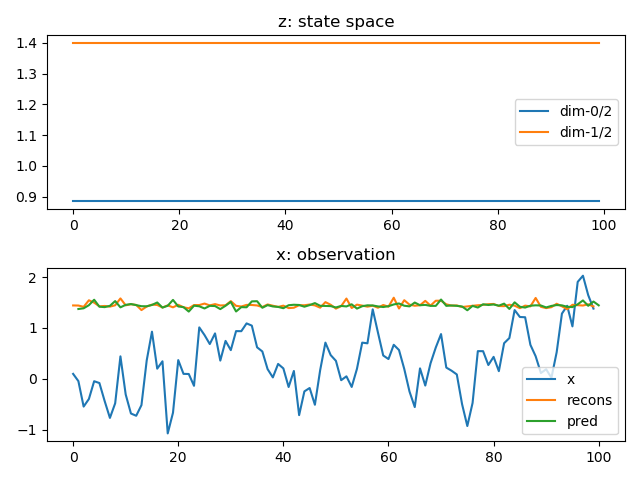 z: state space
1.4
1.3
1.2
1.1
1.0
0.9
dim-0/2
dim-1/2
0 20 40 60 80 100
x: observation
2
1
0
−1
x
recons
pred
0 20 40 60 80 100